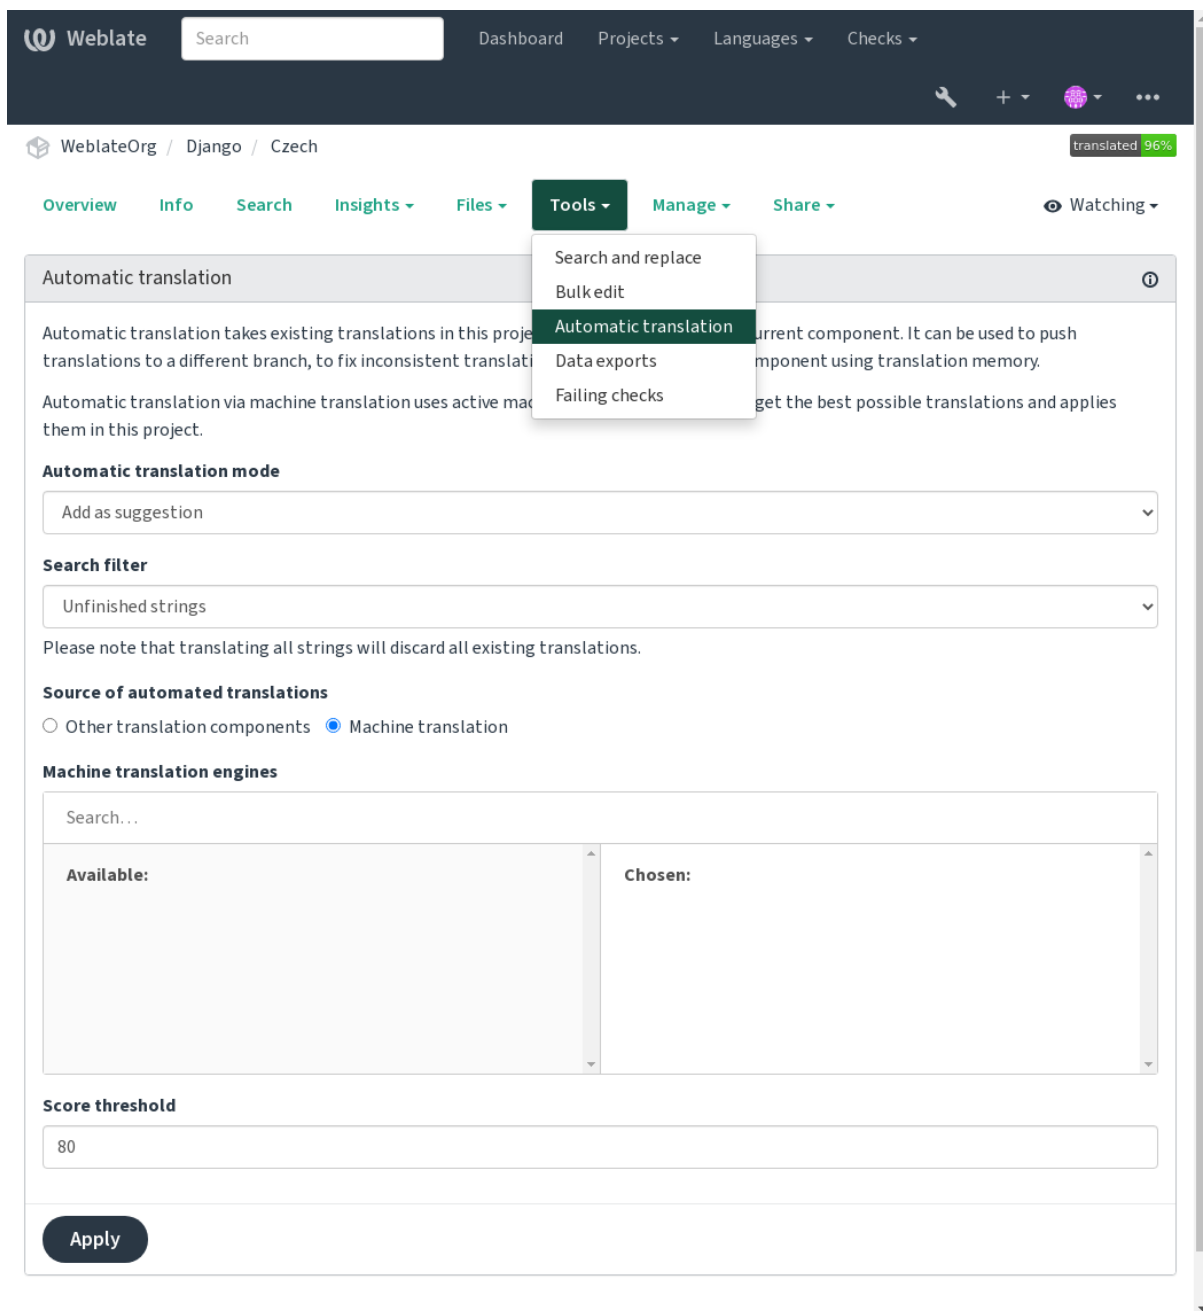 Weblate
Search
Dashboard
Projects
Languages
Checks
WeblateOrg / Django / Czech
translated 96%
Overview
Info
Search
Insights
Files
Tools
Manage
Share
Watching
Search and replace
Bulk edit
Automatic translation
Data exports
Failing checks
Automatic translation
Automatic translation takes existing translations in this proje urrent component. It can be used to push
translations to a different branch, to fix inconsistent translati mponent using translation memory.
Automatic translation via machine translation uses active mac get the best possible translations and applies
them in this project.
Automatic translation mode
Add as suggestion
Search filter
Unfinished strings
Please note that translating all strings will discard all existing translations.
Source of automated translations
Other translation components Machine translation
Machine translation engines
Search...
Available:
Chosen:
Score threshold
80
Apply